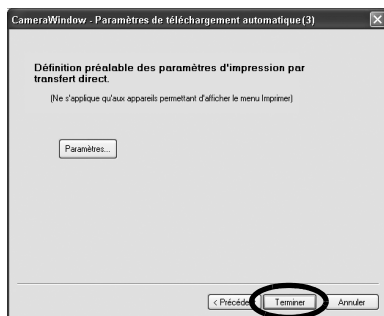 CameraWindow - Paramètres de téléchargement automatique(3)
Définition préalable des paramètres d'impression par
transfert direct.
(Ne s'applique qu'aux appareils permettant d'afficher le menu Imprimer)
Paramètres...
< Précéde Terminer Annuler